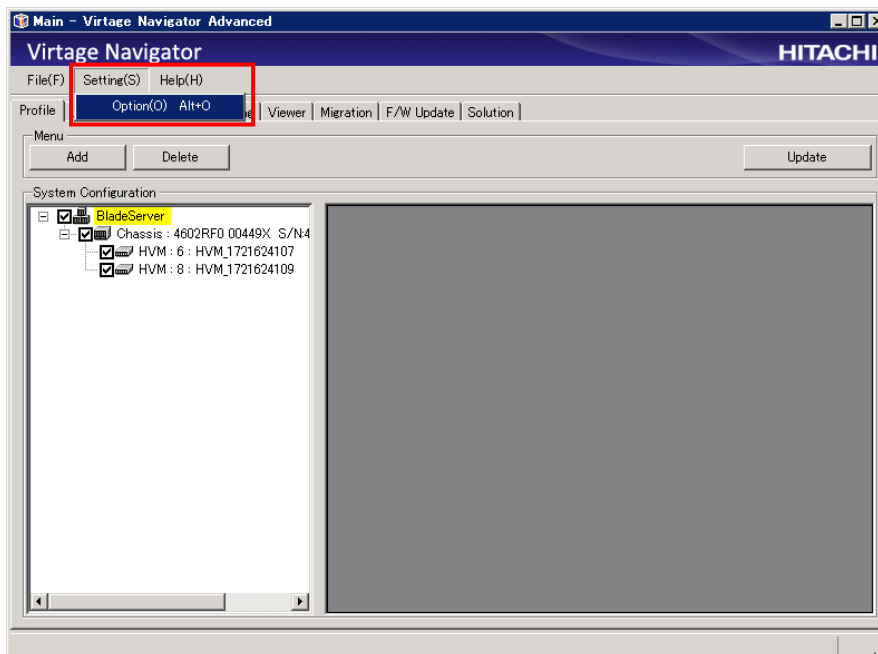 Main - Virtage Navigator Advanced
Virtage Navigator
HITACHI
File(F) Setting(S) Help(H)
Option(O) Alt+O
Profile Viewer Migration F/W Update Solution
Menu
Add Delete Update
System Configuration
BladeServer
Chassis : 4602RF0 00449X S/N:4
HVM : 6 : HVM_1721624107
HVM : 8 : HVM_1721624109